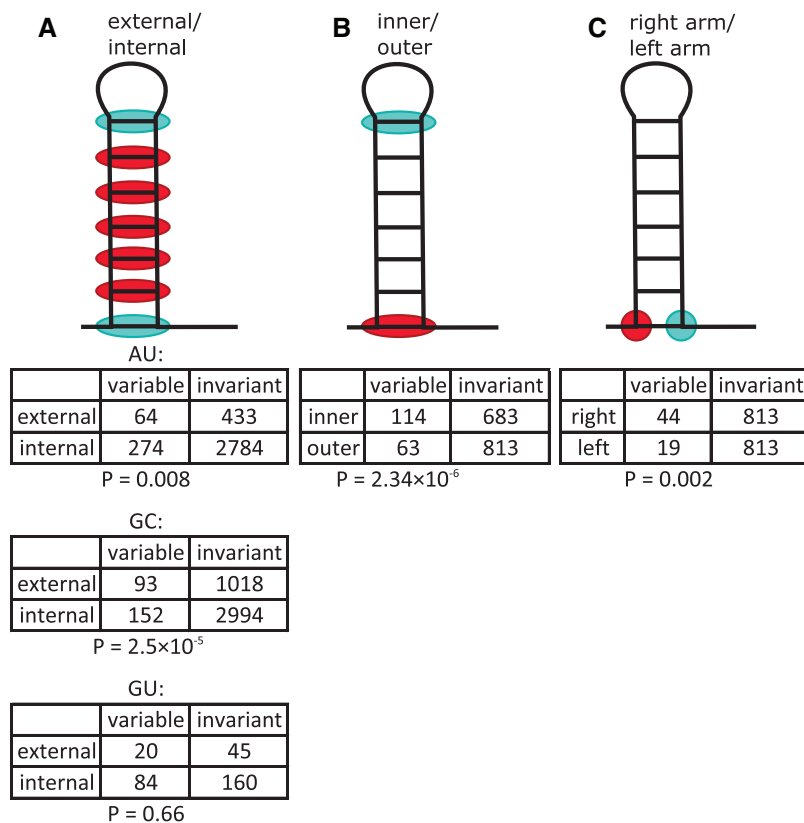 A external/ internal
B inner/ outer
C right arm/ left arm
AU:
variable invariant
external 64 433
internal 274 2784
P = 0.008
variable invariant
inner 114 683
outer 63 813
P = 2.34×10⁻⁶
variable invariant
right 44 813
left 19 813
P = 0.002
GC:
variable invariant
external 93 1018
internal 152 2994
P = 2.5×10⁻⁵
GU:
variable invariant
external 20 45
internal 84 160
P = 0.66